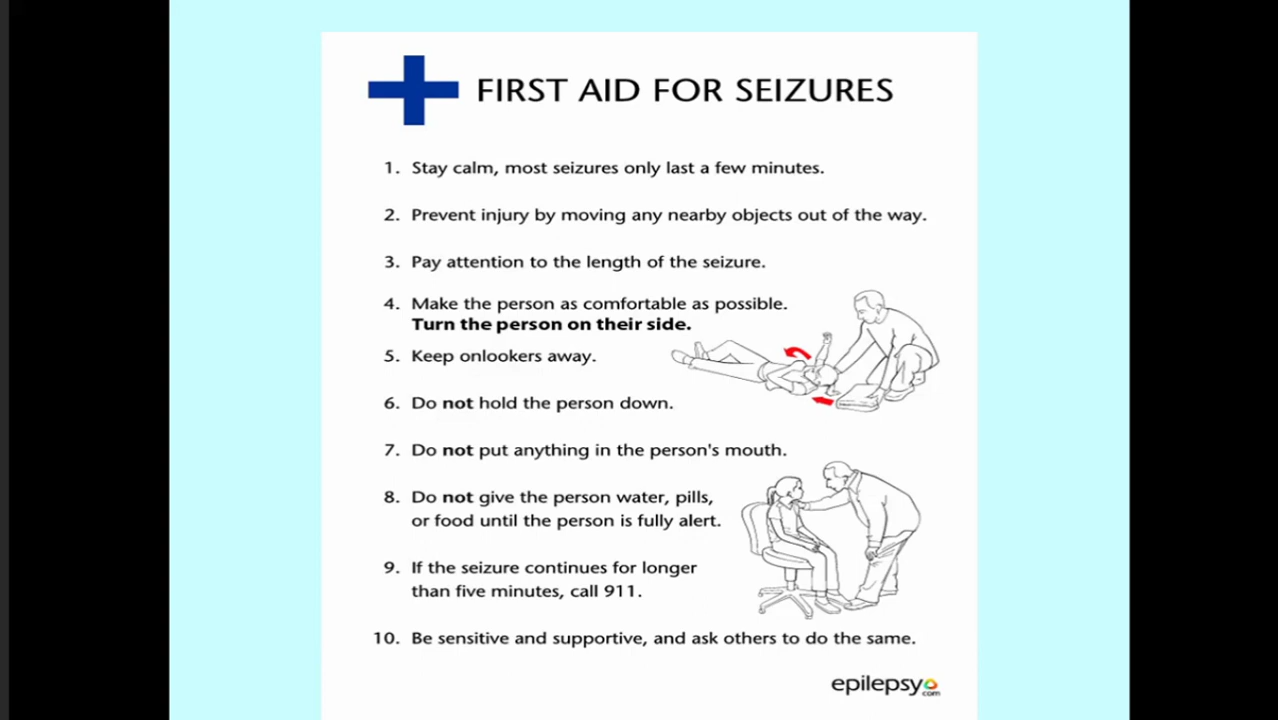 FIRST AID FOR SEIZURES
1. Stay calm, most seizures only last a few minutes.
2. Prevent injury by moving any nearby objects out of the way.
3. Pay attention to the length of the seizure.
4. Make the person as comfortable as possible.
Turn the person on their side.
5. Keep onlookers away.
6. Do not hold the person down.
7. Do not put anything in the person's mouth.
8. Do not give the person water, pills,
or food until the person is fully alert.
9. If the seizure continues for longer
than five minutes, call 911.
10. Be sensitive and supportive, and ask others to do the same.
epilepsy.com